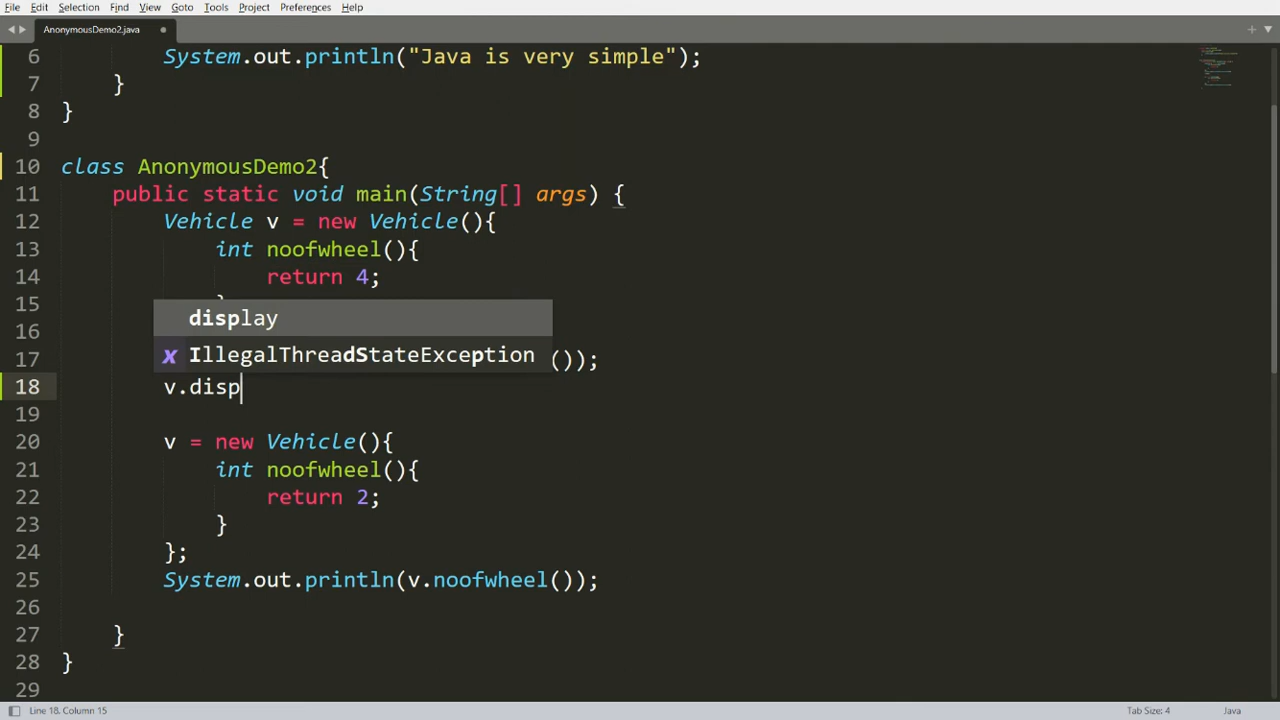 File Edit Selection Find View Goto Tools Project Preferences Help
AnonymousDemo2.java
6 System.out.println("Java is very simple");
7 }
8 }
9
10 class AnonymousDemo2{
11 public static void main(String[] args) {
12 Vehicle v = new Vehicle(){
13 int noofwheel(){
14 return 4;
15 }
display
16
IllegalThreadStateException
17 ());
18 v.disp
19
20 v = new Vehicle(){
21 int noofwheel(){
22 return 2;
23 }
24 };
25 System.out.println(v.noofwheel());
26
27 }
28 }
29
Line 18, Column 15 Tab Size: 4 Java